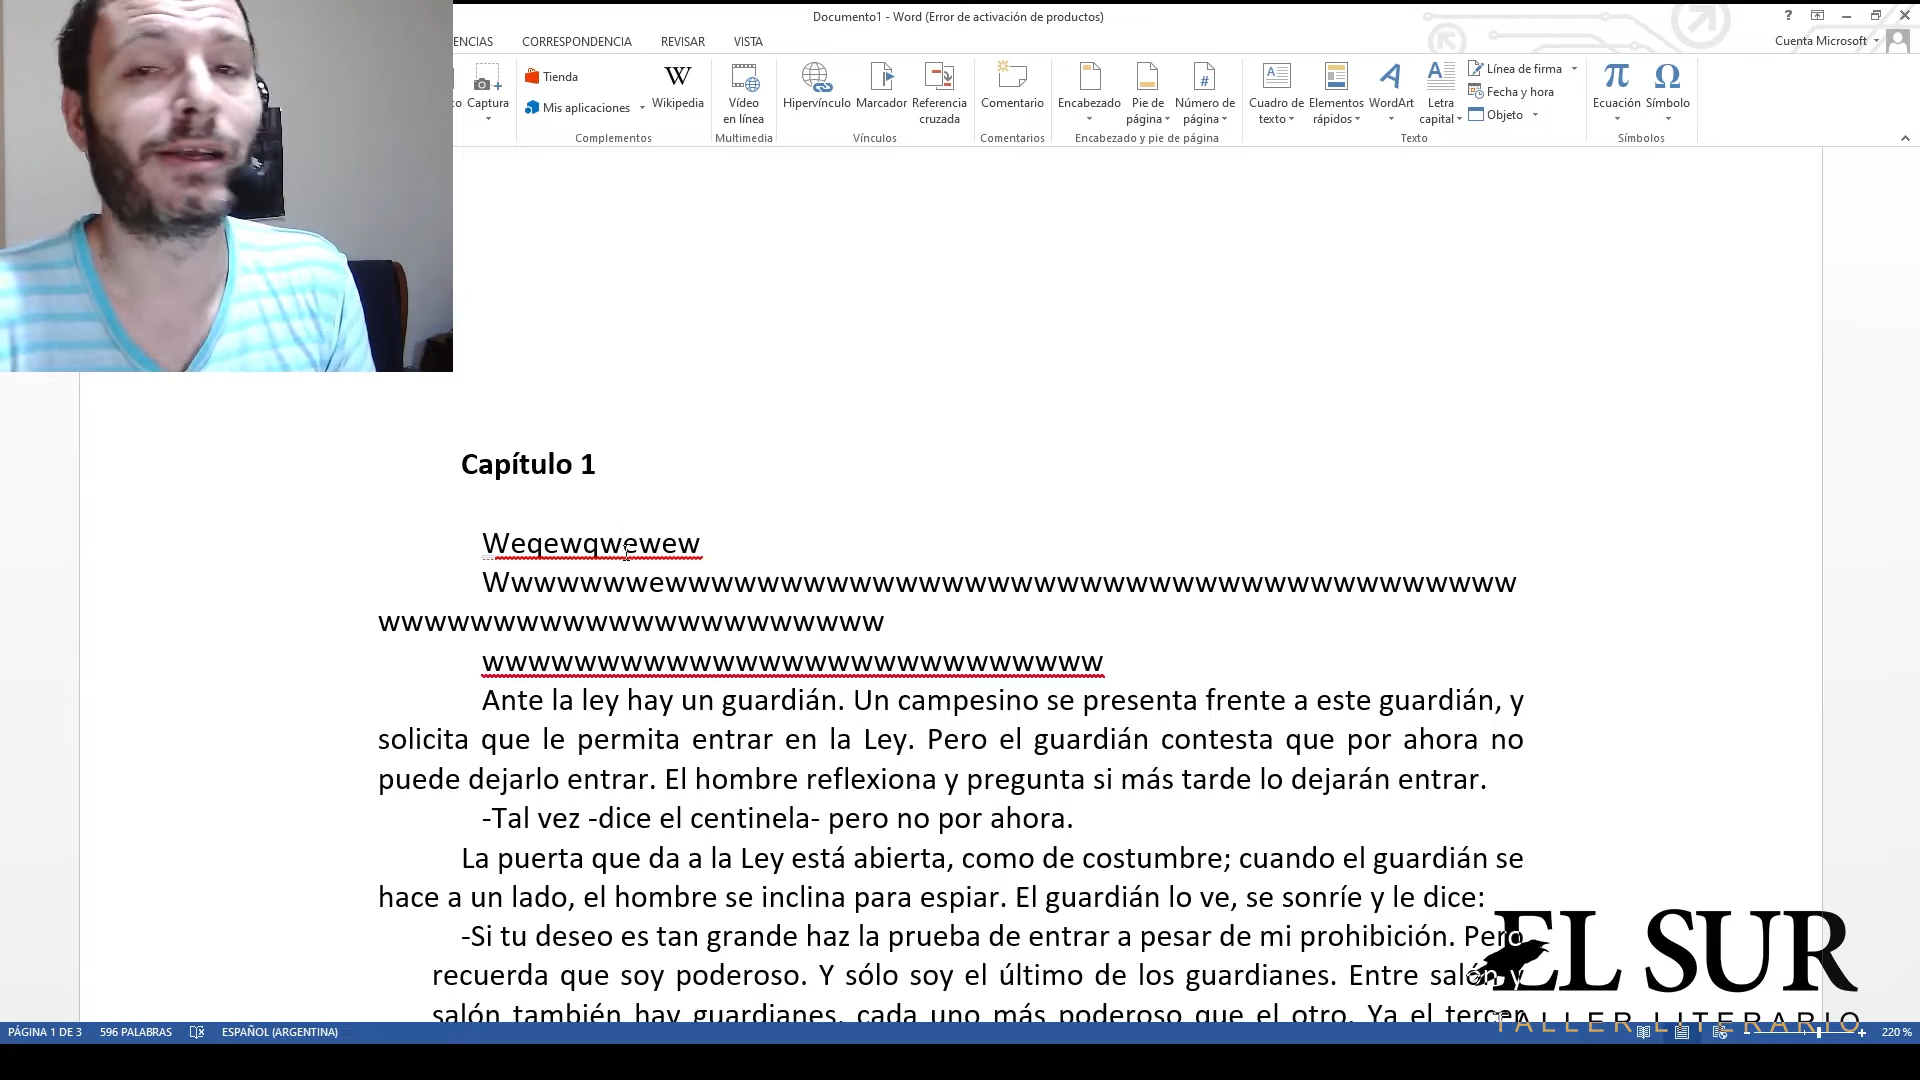 Documento1 - Word (Error de activación de productos)
ENCIAS CORRESPONDENCIA REVISAR VISTA
Cuenta Microsoft
Captura
Tienda
Mis aplicaciones
Wikipedia
Complementos
Vídeo
en línea
Multimedia
Hipervínculo
Marcador
Referencia
cruzada
Vínculos
Comentario
Comentarios
Encabezado
Pie de
página
Número de
página
Encabezado y pie de página
Cuadro de
texto
Elementos
rápidos
WordArt
Letra
capital
Línea de firma
Fecha y hora
Objeto
Texto
Ecuación
Símbolo
Símbolos
Capítulo 1
Weqewqwewew
Ante la ley hay un guardián. Un campesino se presenta frente a este guardián, y
solicita que le permita entrar en la Ley. Pero el guardián contesta que por ahora no
puede dejarlo entrar. El hombre reflexiona y pregunta si más tarde lo dejarán entrar.
-Tal vez -dice el centinela- pero no por ahora.
La puerta que da a la Ley está abierta, como de costumbre; cuando el guardián se
hace a un lado, el hombre se inclina para espiar. El guardián lo ve, se sonríe y le dice:
-Si tu deseo es tan grande haz la prueba de entrar a pesar de mi prohibición. Pero
recuerda que soy poderoso. Y sólo soy el último de los guardianes. Entre salón y
salón también hay guardianes, cada uno más poderoso que el otro. Ya el tercer
EL SUR
TALLER LITERARIO
PÁGINA 1 DE 3 596 PALABRAS ESPAÑOL (ARGENTINA) 220 %